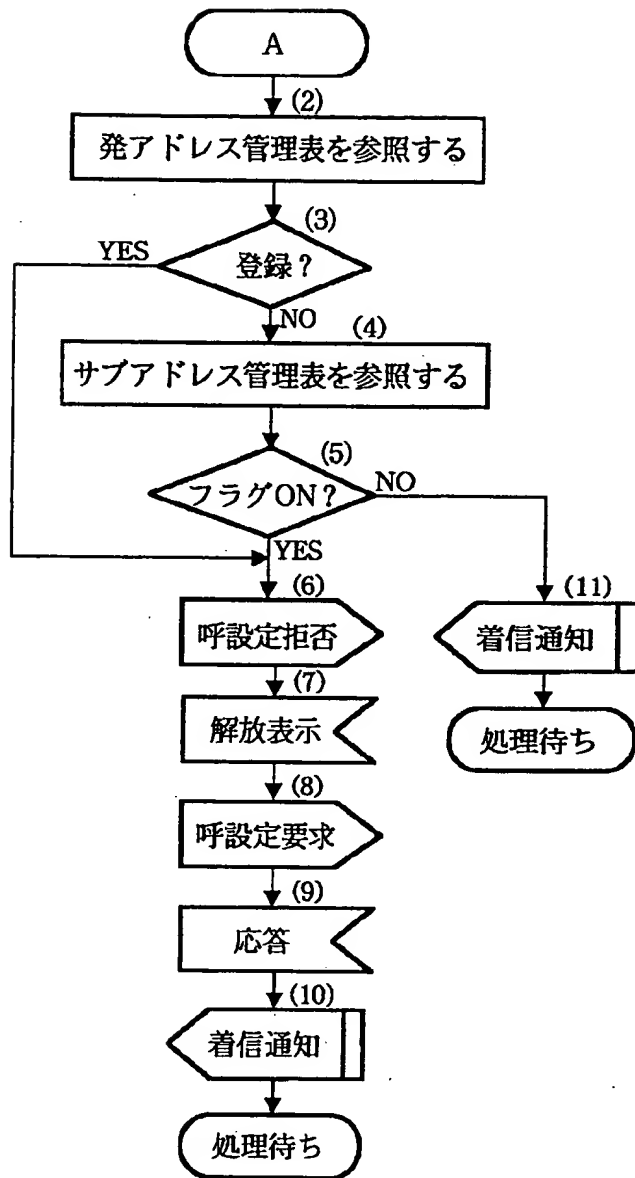 A
(2)
発アドレス管理表を参照する
(3)
YES
登録？
NO
(4)
サブアドレス管理表を参照する
(5)
フラグON？
NO
YES
(6)
呼設定拒否
(11)
着信通知
(7)
解放表示
処理待ち
(8)
呼設定要求
(9)
応答
(10)
着信通知
処理待ち